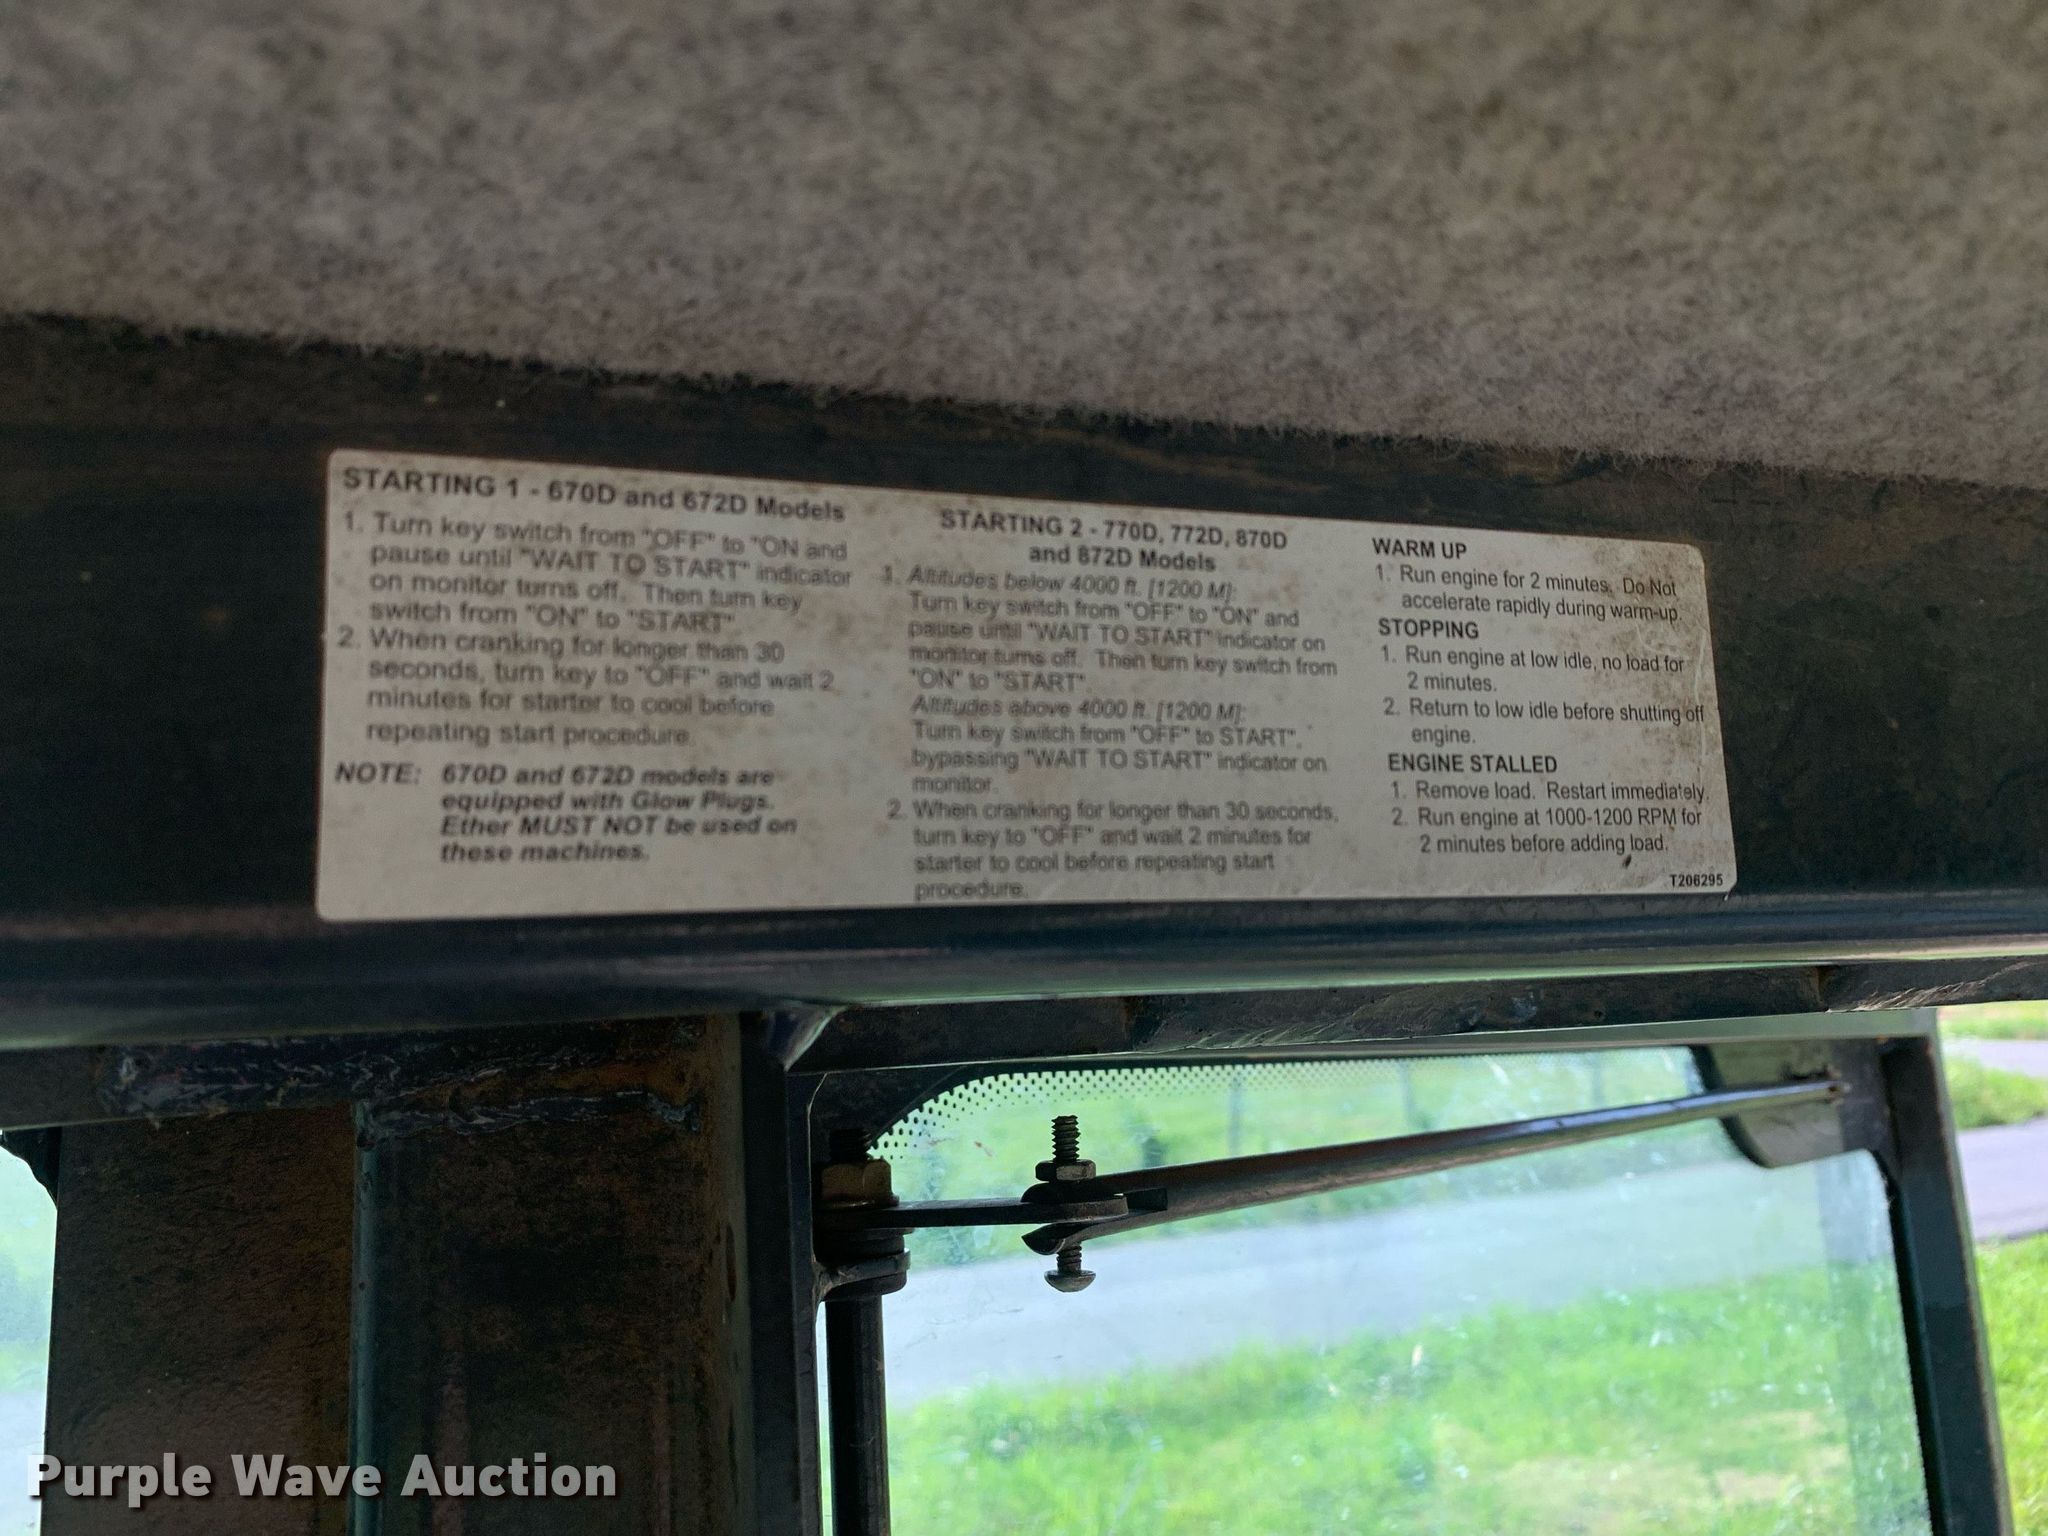 STARTING 1 - 670D and 672D Models
1. Turn key switch from "OFF" to "ON and
pause until "WAIT TO START" indicator
on monitor turns off. Then turn key
switch from "ON" to "START"
2. When cranking for longer than 30
seconds, turn key to "OFF" and wait 2
minutes for starter to cool before
repeating start procedure.
NOTE: 670D and 672D models are
equipped with Glow Plugs.
Ether MUST NOT be used on
these machines.
STARTING 2 - 770D, 772D, 870D
and 872D Models
1. Altitudes below 4000 ft. [1200 M]:
Turn key switch from "OFF" to "ON" and
pause until "WAIT TO START" indicator on
monitor turns off. Then turn key switch from
"ON" to "START".
Altitudes above 4000 ft. [1200 M]:
Turn key switch from "OFF" to START",
bypassing "WAIT TO START" indicator on
monitor.
2. When cranking for longer than 30 seconds,
turn key to "OFF" and wait 2 minutes for
starter to cool before repeating start
procedure.
WARM UP
1. Run engine for 2 minutes. Do Not
accelerate rapidly during warm-up.
STOPPING
1. Run engine at low idle, no load for
2 minutes.
2. Return to low idle before shutting off
engine.
ENGINE STALLED
1. Remove load. Restart immediately.
2. Run engine at 1000-1200 RPM for
2 minutes before adding load.
T206295
Purple Wave Auction